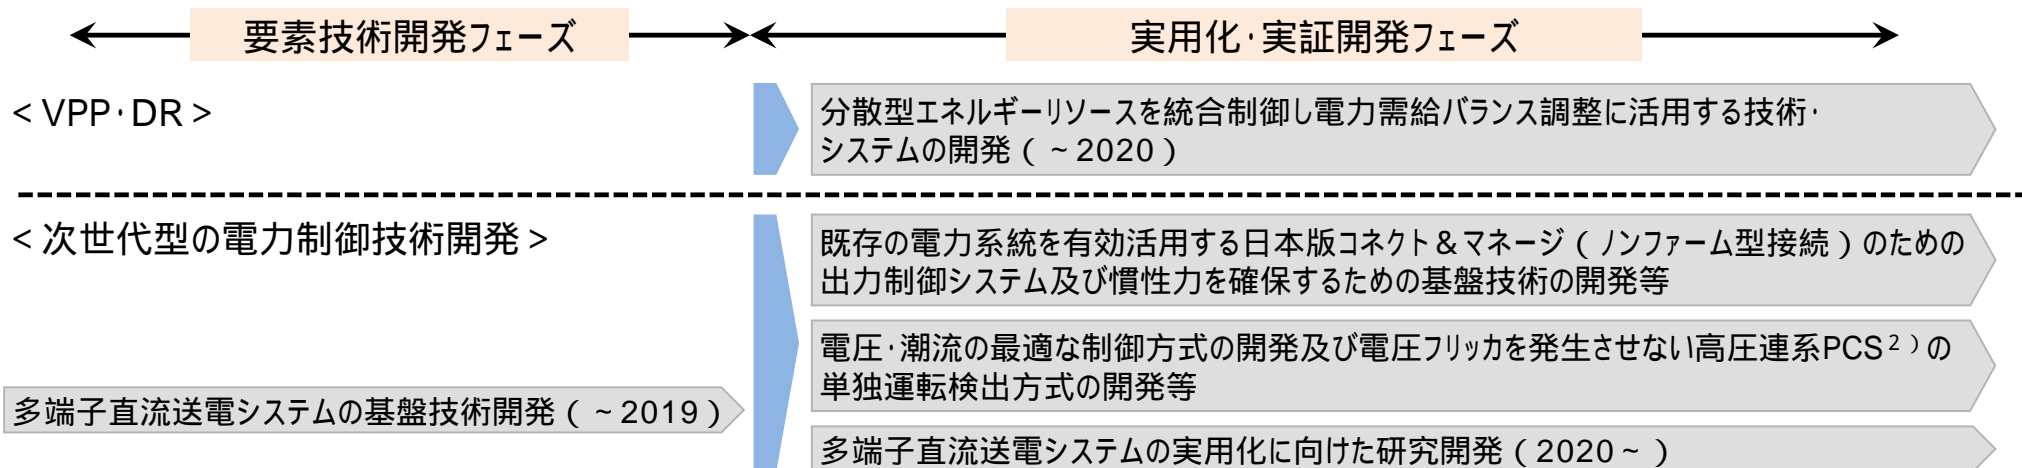 要素技術開発フェーズ
実用化・実証開発フェーズ
<VPP・DR>
分散型エネルギーリソースを統合制御し電力需給バランス調整に活用する技術・
システムの開発(~2020)
<次世代型の電力制御技術開発>
既存の電力系統を有効活用する日本版コネクト&マネージ(ノンファーム型接続)のための
出力制御システム及び慣性力を確保するための基盤技術の開発等
電圧・潮流の最適な制御方式の開発及び電圧フリッカを発生させない高圧連系PCS2)の
単独運転検出方式の開発等
多端子直流送電システムの基盤技術開発(~2019)
多端子直流送電システムの実用化に向けた研究開発(2020~)